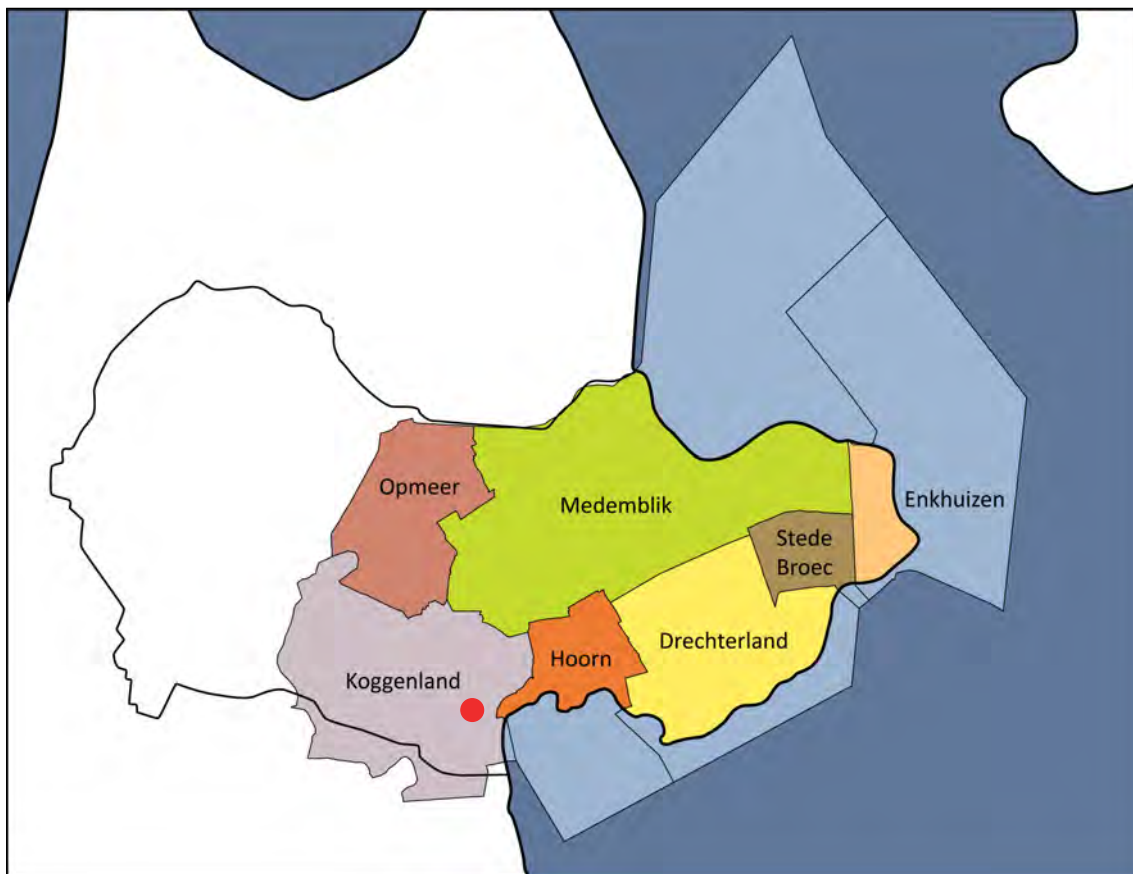 Opmeer
Medemblik
Enkhuizen
Stede
Broec
Drechterland
Hoorn
Koggenland